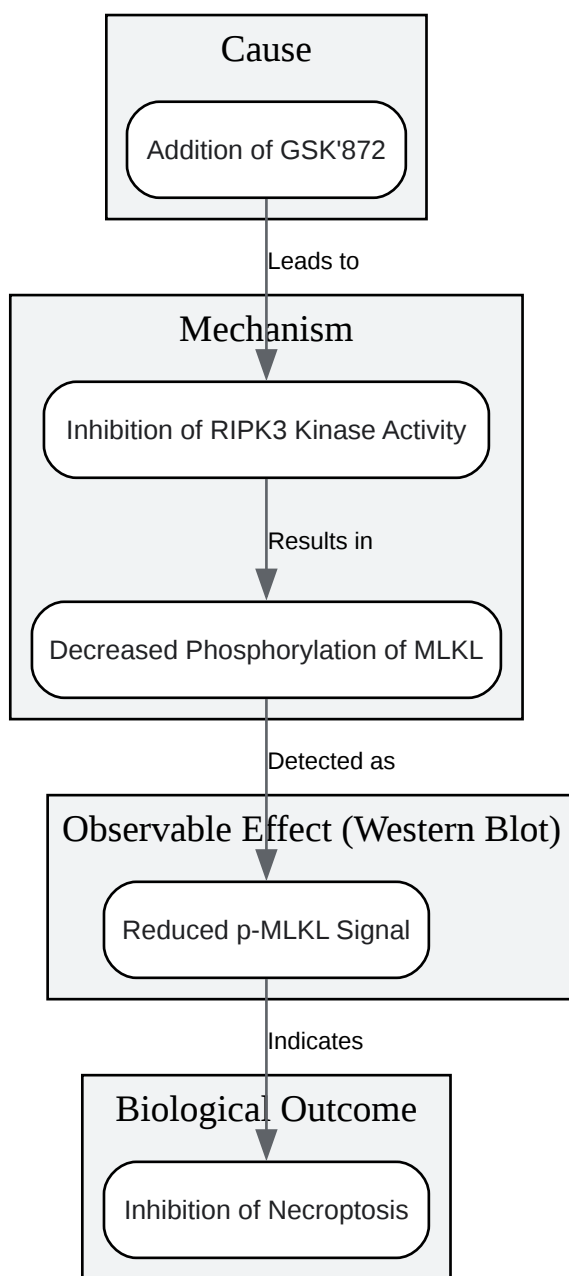 Cause
Addition of GSK'872
Leads to
Mechanism
Inhibition of RIPK3 Kinase Activity
Results in
Decreased Phosphorylation of MLKL
Detected as
Observable Effect (Western Blot)
Reduced p-MLKL Signal
Indicates
Biological Outcome
Inhibition of Necroptosis